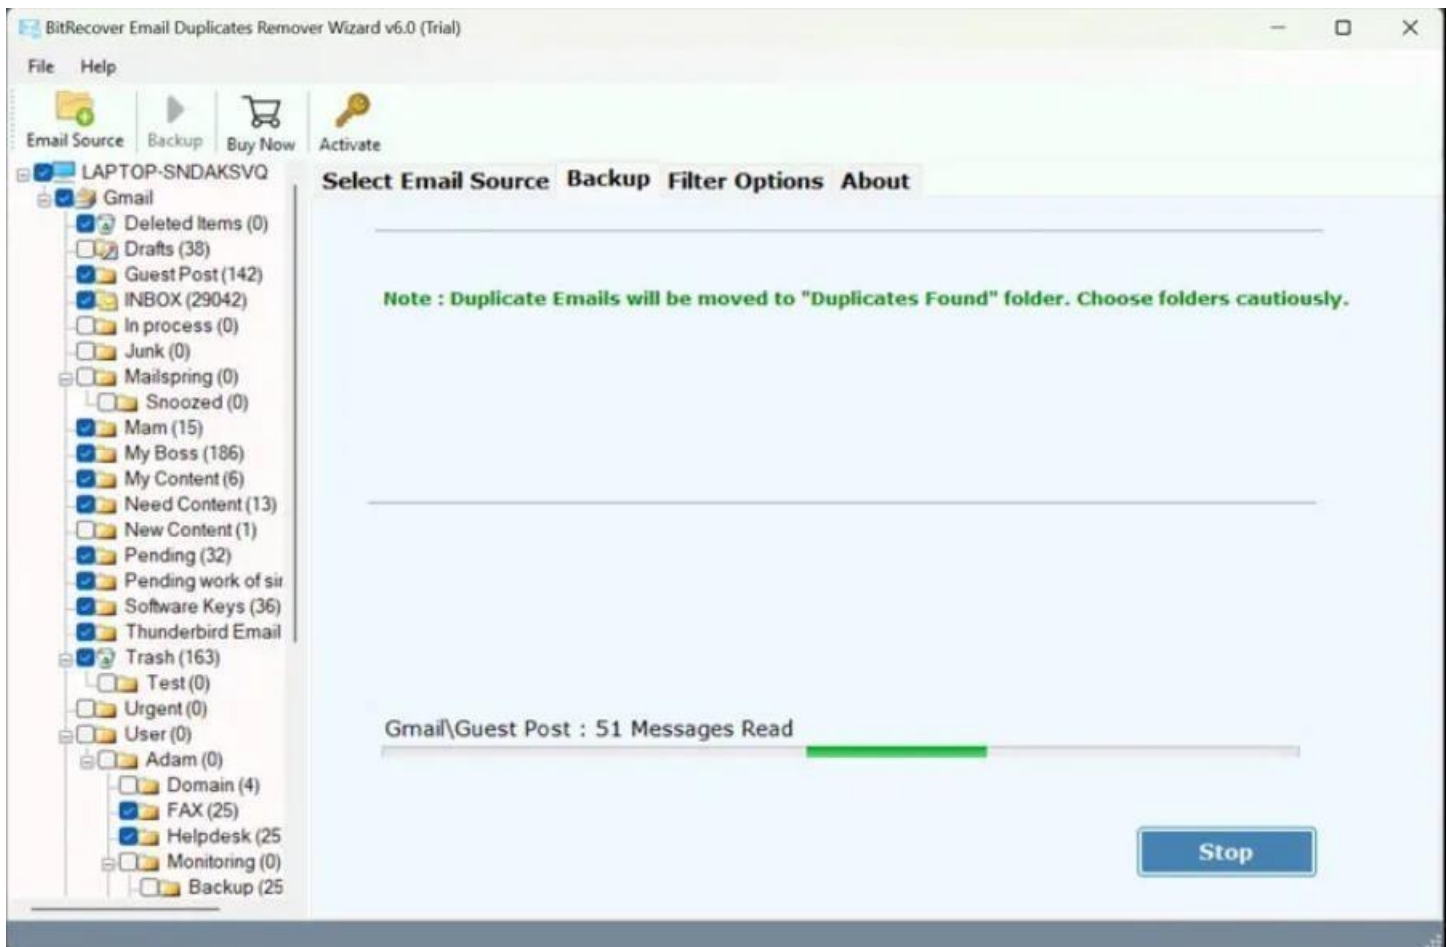 BitRecover Email Duplicates Remover Wizard v6.0 (Trial)
File Help
Email Source Backup Buy Now Activate
LAPTOP-SNDAKSVQ
Gmail
Deleted Items (0)
Drafts (38)
Guest Post (142)
INBOX (29042)
In process (0)
Junk (0)
Mailspring (0)
Snoozed (0)
Mam (15)
My Boss (186)
My Content (6)
Need Content (13)
New Content (1)
Pending (32)
Pending work of sir
Software Keys (36)
Thunderbird Email
Trash (163)
Test (0)
Urgent (0)
User (0)
Adam (0)
Domain (4)
FAX (25)
Helpdesk (25
Monitoring (0)
Backup (25
Select Email Source Backup Filter Options About
Note : Duplicate Emails will be moved to "Duplicates Found" folder. Choose folders cautiously.
Gmail\Guest Post : 51 Messages Read
Stop